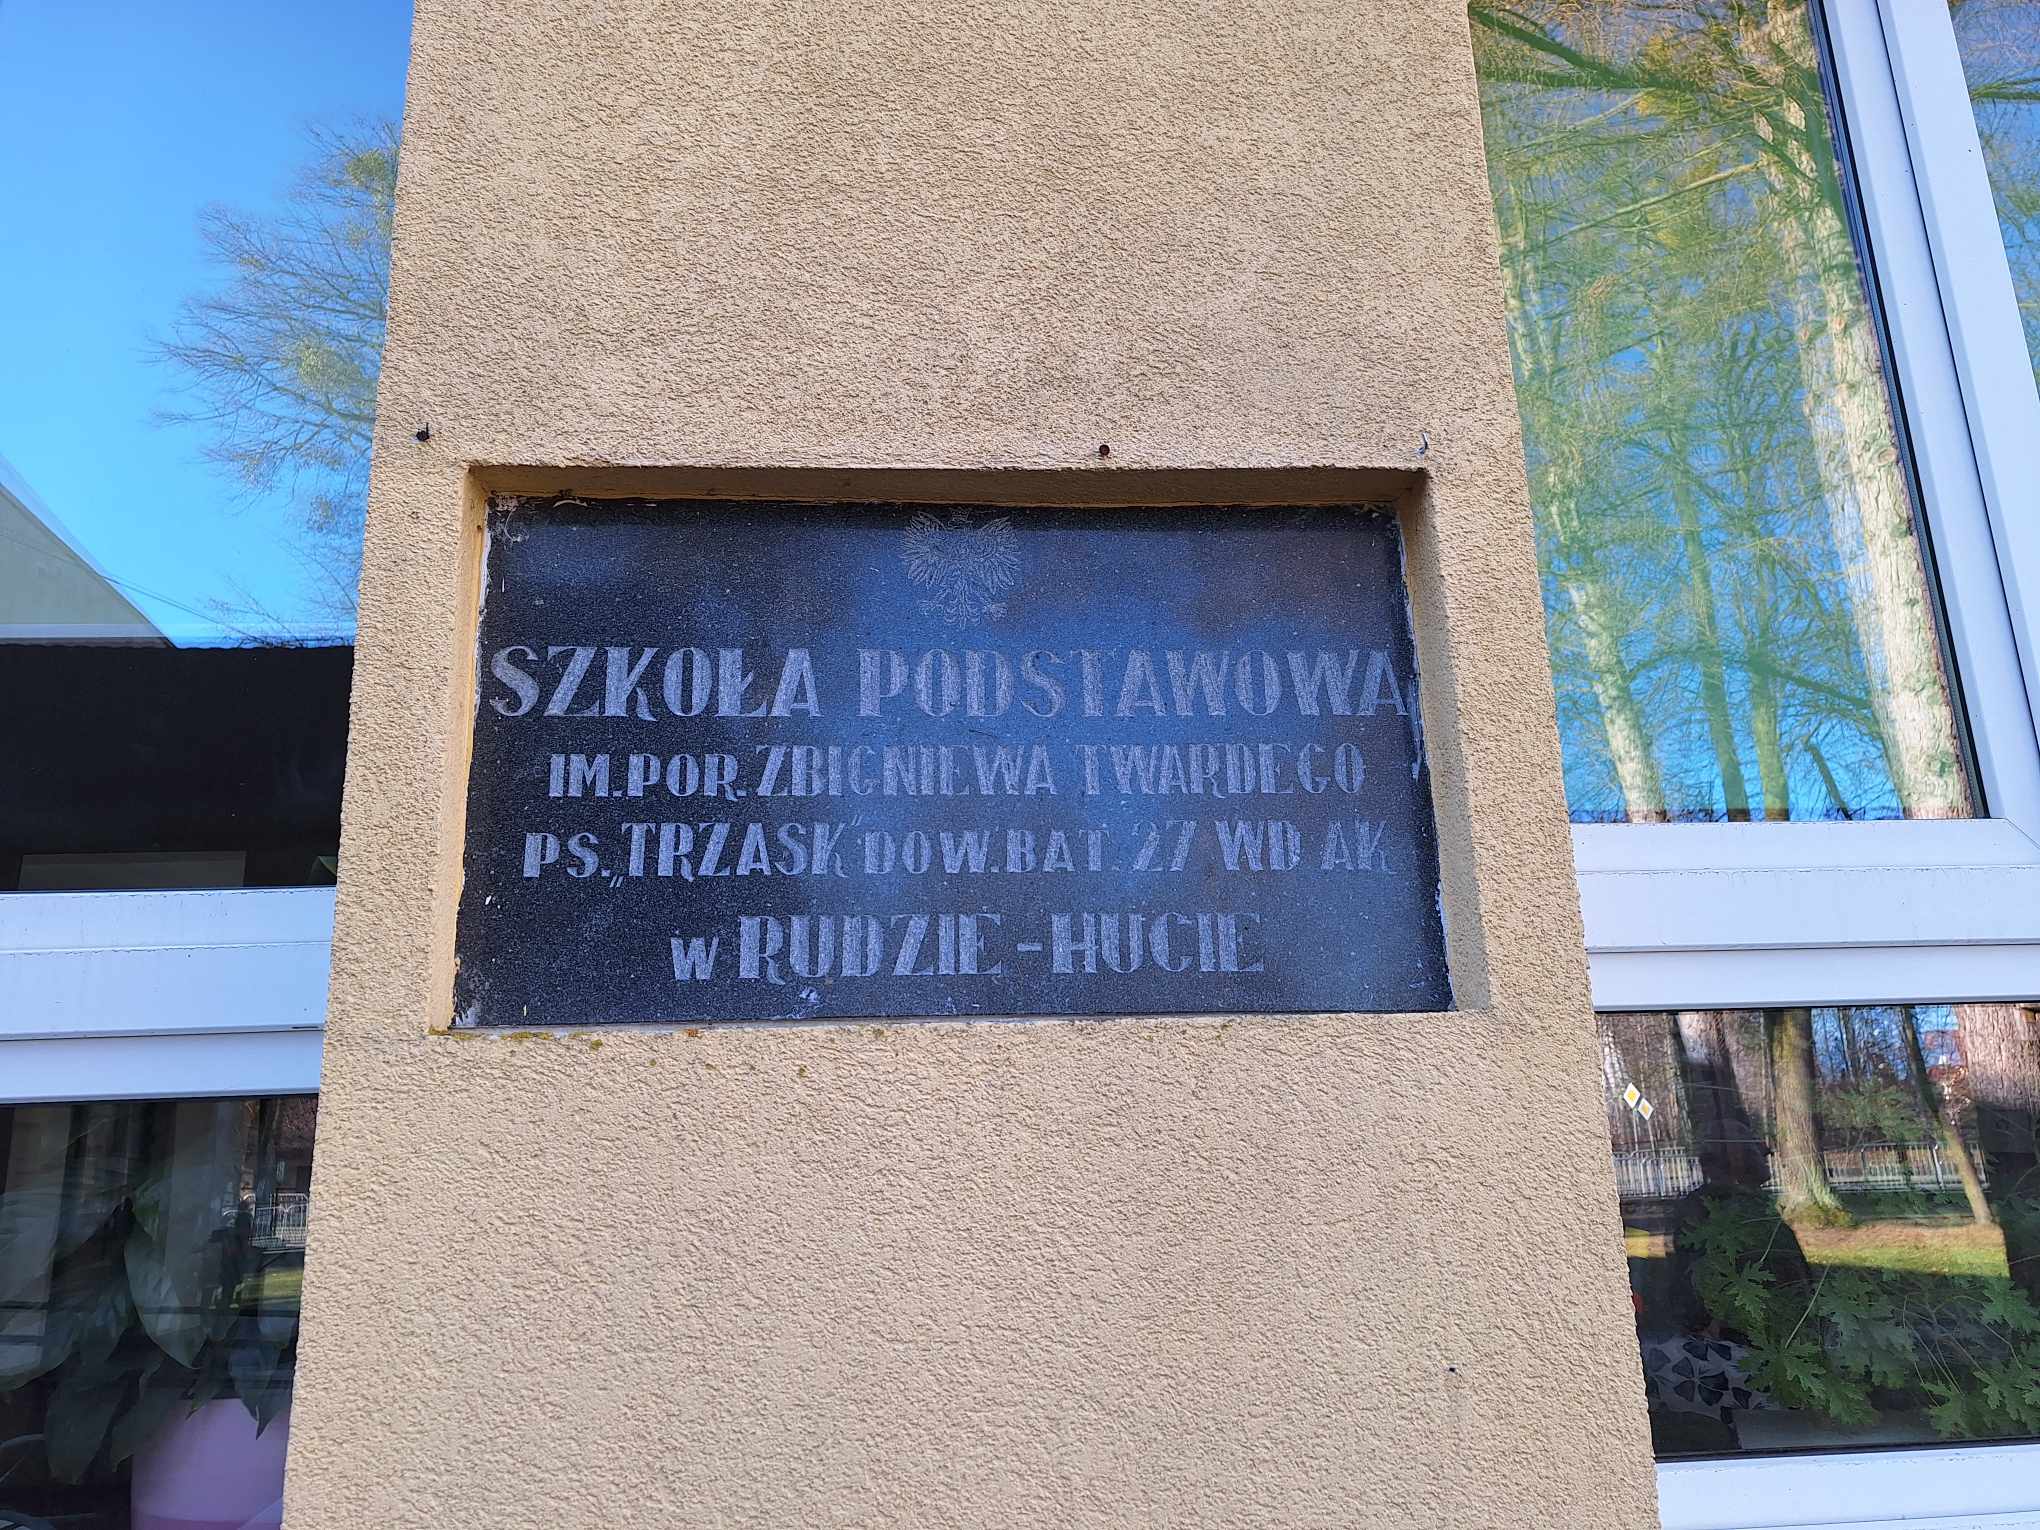 SZKOŁA PODSTAWOWA
IM.POR.ZBIGNIEWA TWARDEGO
PS.„TRZASK"DOW.BAT.27 WD AK
W RUDZIE-HUCIE